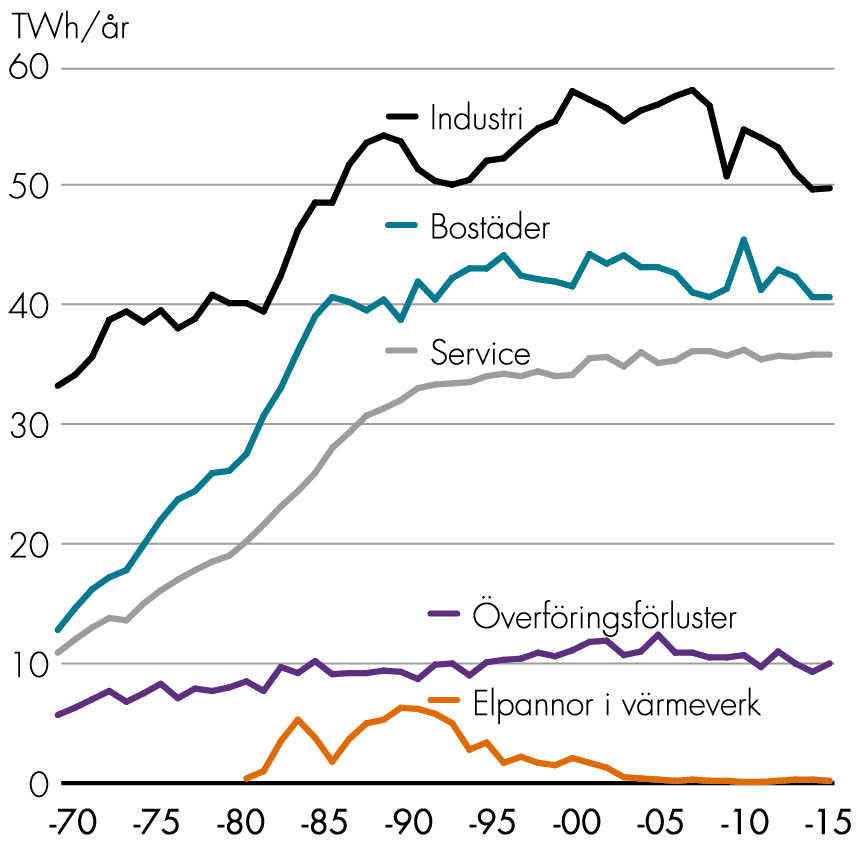 TWh/år
60
Industri
50
Bostäder
40
Service
30
20
Överföringsförluster
10
Elpannor i värmeverk
0
-70 -75 -80 -85 -90 -95 -00 -05 -10 -15